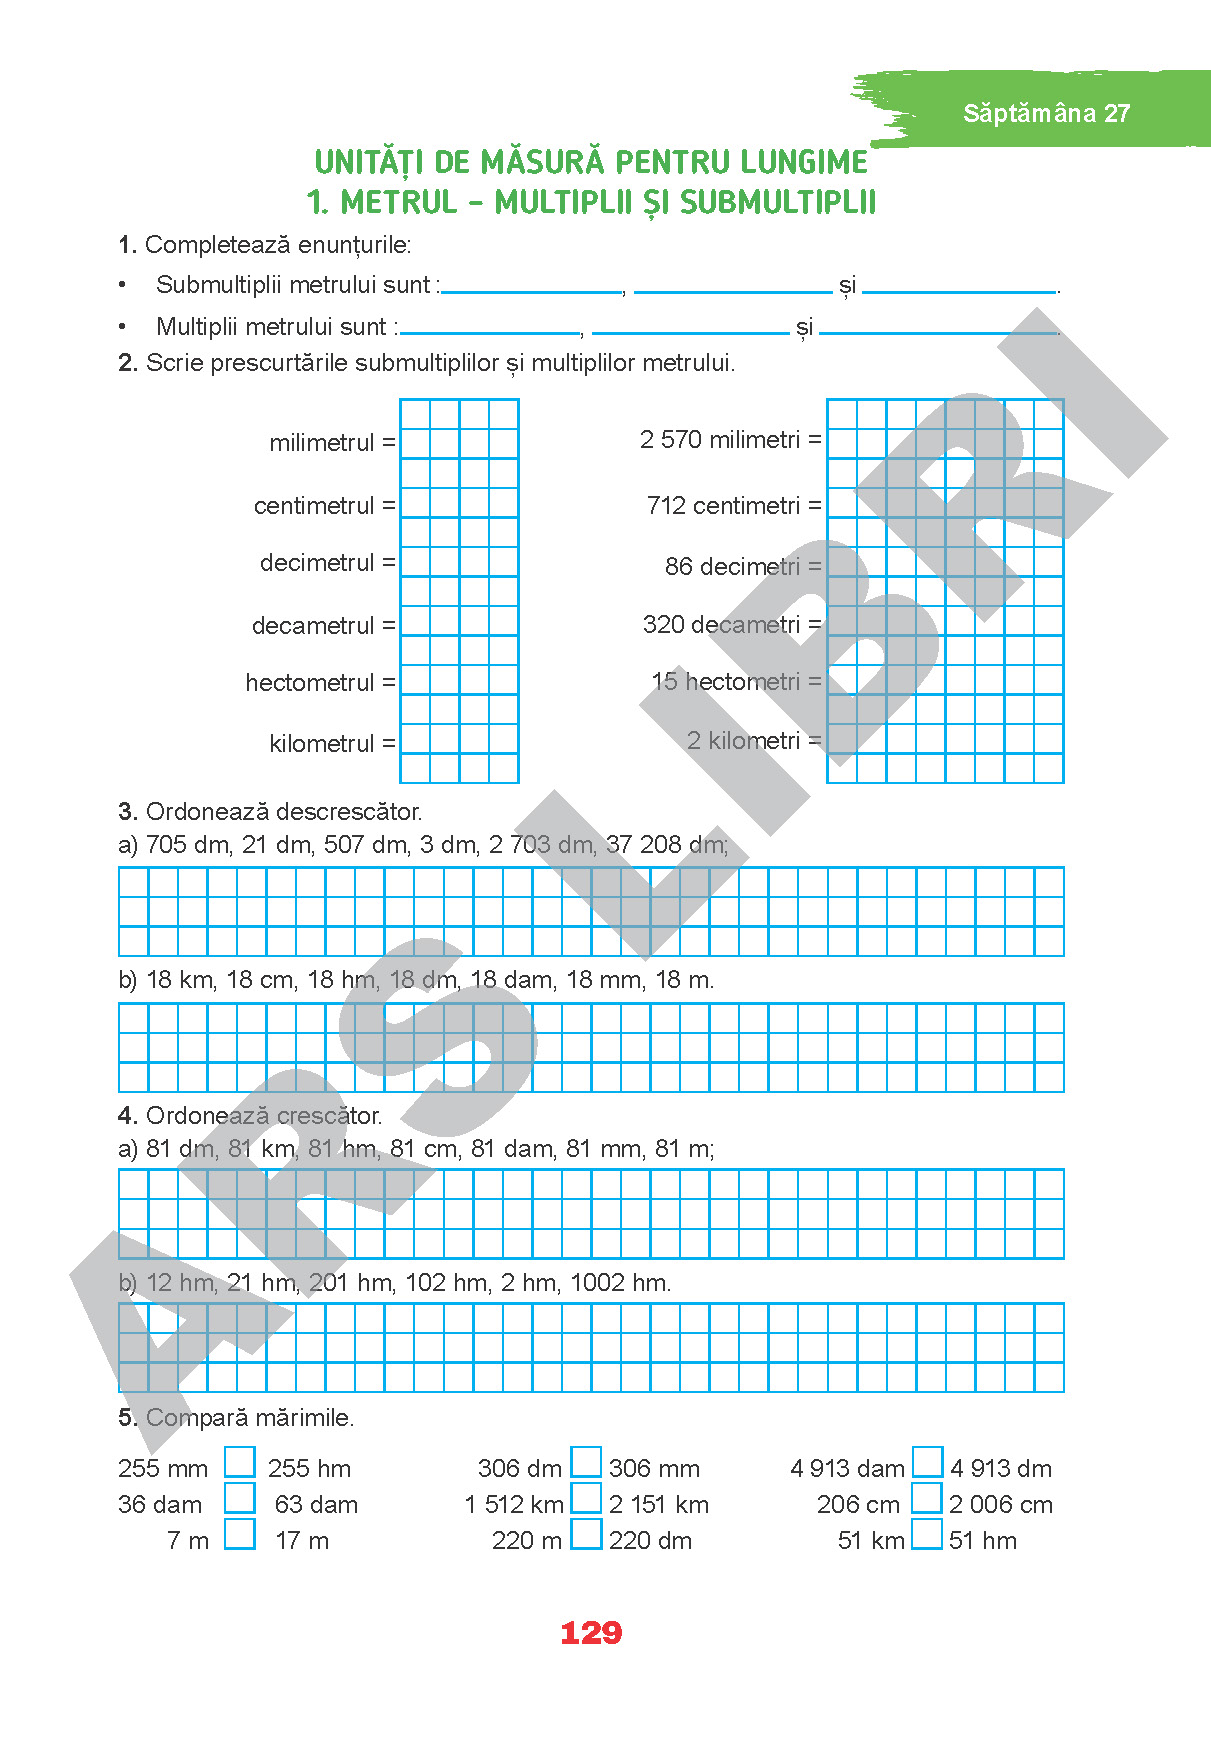 Săptămâna 27
UNITĂȚI DE MĂSURĂ PENTRU LUNGIME
1. METRUL – MULTIPLII ȘI SUBMULTIPLII
1. Completează enunțurile:
• Submultiplii metrului sunt : , și .
• Multiplii metrului sunt : , și .
2. Scrie prescurtările submultiplilor și multiplilor metrului.
milimetrul = 2 570 milimetri =
centimetrul = 712 centimetri =
decimetrul = 86 decimetri =
decametrul = 320 decametri =
hectometrul = 15 hectometri =
kilometrul = 2 kilometri =
3. Ordonează descrescător.
a) 705 dm, 21 dm, 507 dm, 3 dm, 2 703 dm, 37 208 dm;
b) 18 km, 18 cm, 18 hm, 18 dm, 18 dam, 18 mm, 18 m.
4. Ordonează crescător.
a) 81 dm, 81 km, 81 hm, 81 cm, 81 dam, 81 mm, 81 m;
b) 12 hm, 21 hm, 201 hm, 102 hm, 2 hm, 1002 hm.
5. Compară mărimile.
255 mm 255 hm 306 dm 306 mm 4 913 dam 4 913 dm
36 dam 63 dam 1 512 km 2 151 km 206 cm 2 006 cm
7 m 17 m 220 m 220 dm 51 km 51 hm
129
ARS LIBRI